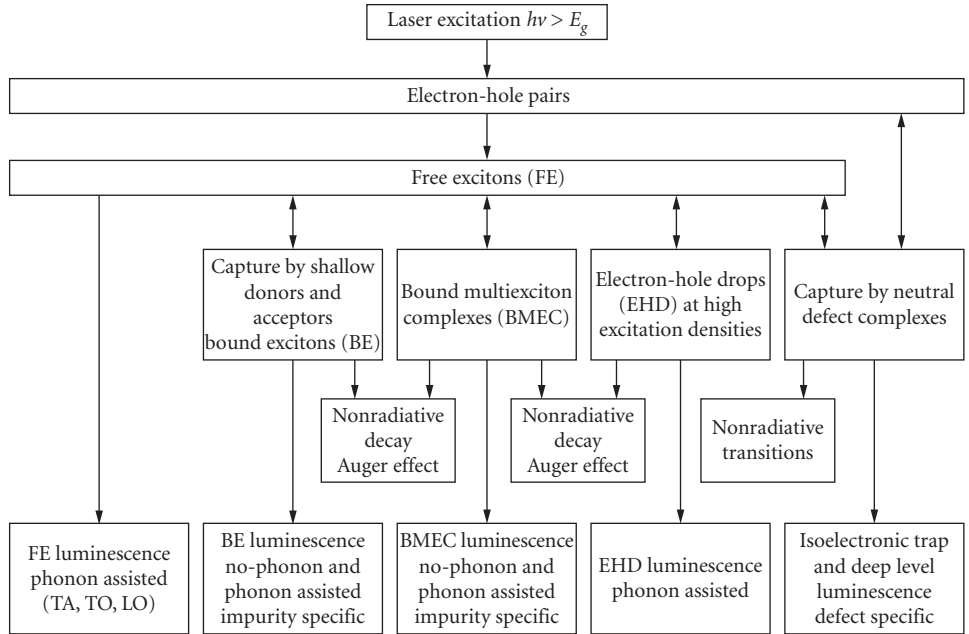 Laser excitation hν > E_g
Electron-hole pairs
Free excitons (FE)
Capture by shallow
donors and
acceptors
bound excitons (BE)
Bound multiexciton
complexes (BMEC)
Electron-hole drops
(EHD) at high
excitation densities
Capture by neutral
defect complexes
Nonradiative
decay
Auger effect
Nonradiative
decay
Auger effect
Nonradiative
transitions
FE luminescence
phonon assisted
(TA, TO, LO)
BE luminescence
no-phonon and
phonon assisted
impurity specific
BMEC luminescence
no-phonon and
phonon assisted
impurity specific
EHD luminescence
phonon assisted
Isoelectronic trap
and deep level
luminescence
defect specific